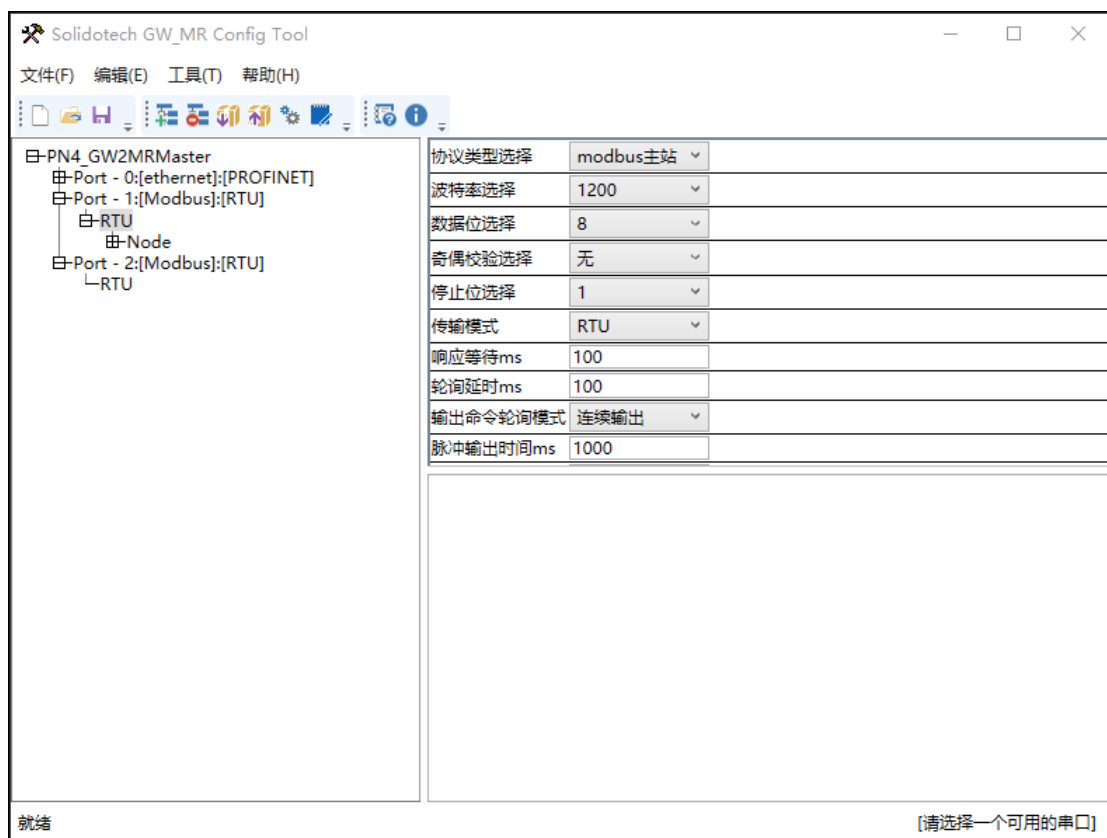 Solidotech GW_MR Config Tool
文件(F) 编辑(E) 工具(T) 帮助(H)
PN4_GW2MRMaster
Port - 0:[ethernet]:[PROFINET]
Port - 1:[Modbus]:[RTU]
RTU
Node
Port - 2:[Modbus]:[RTU]
RTU
协议类型选择 modbus主站
波特率选择 1200
数据位选择 8
奇偶校验选择 无
停止位选择 1
传输模式 RTU
响应等待ms 100
轮询延时ms 100
输出命令轮询模式 连续输出
脉冲输出时间ms 1000
就绪 [请选择一个可用的串口]